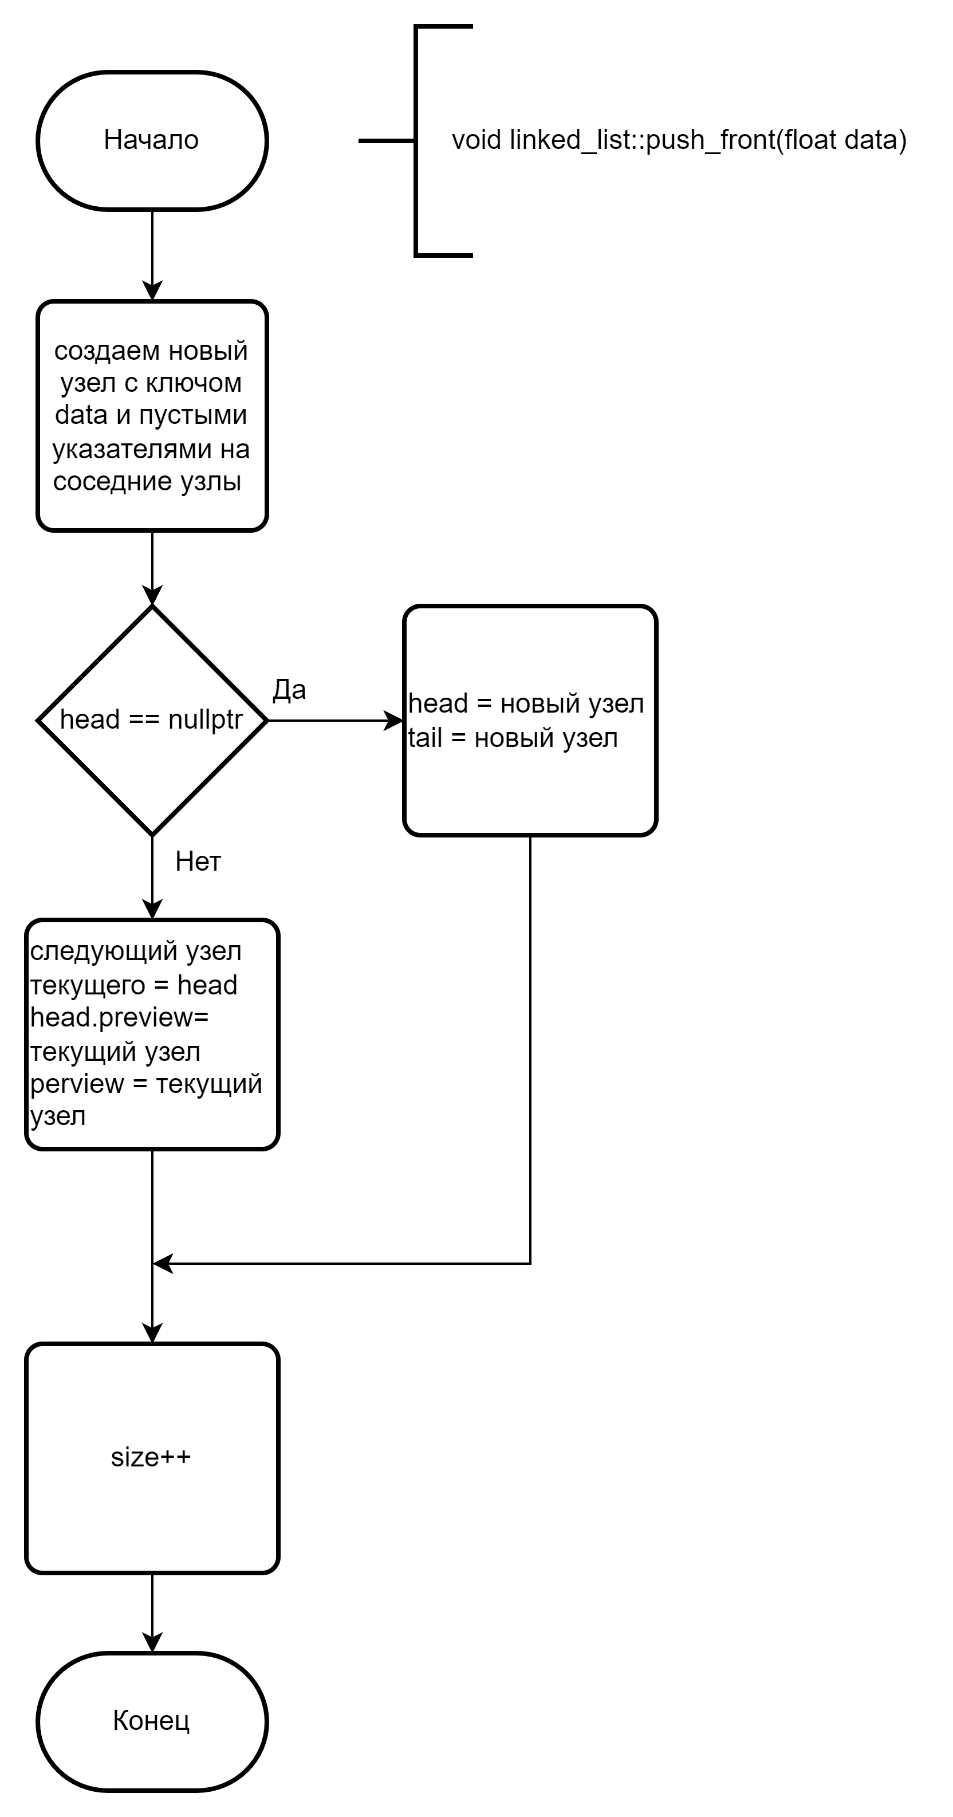 Начало
void linked_list::push_front(float data)
создаем новый
узел с ключом
data и пустыми
указателями на
соседние узлы
head == nullptr
Да
head = новый узел
tail = новый узел
Нет
следующий узел
текущего = head
head.preview=
текущий узел
perview = текущий
узел
size++
Конец